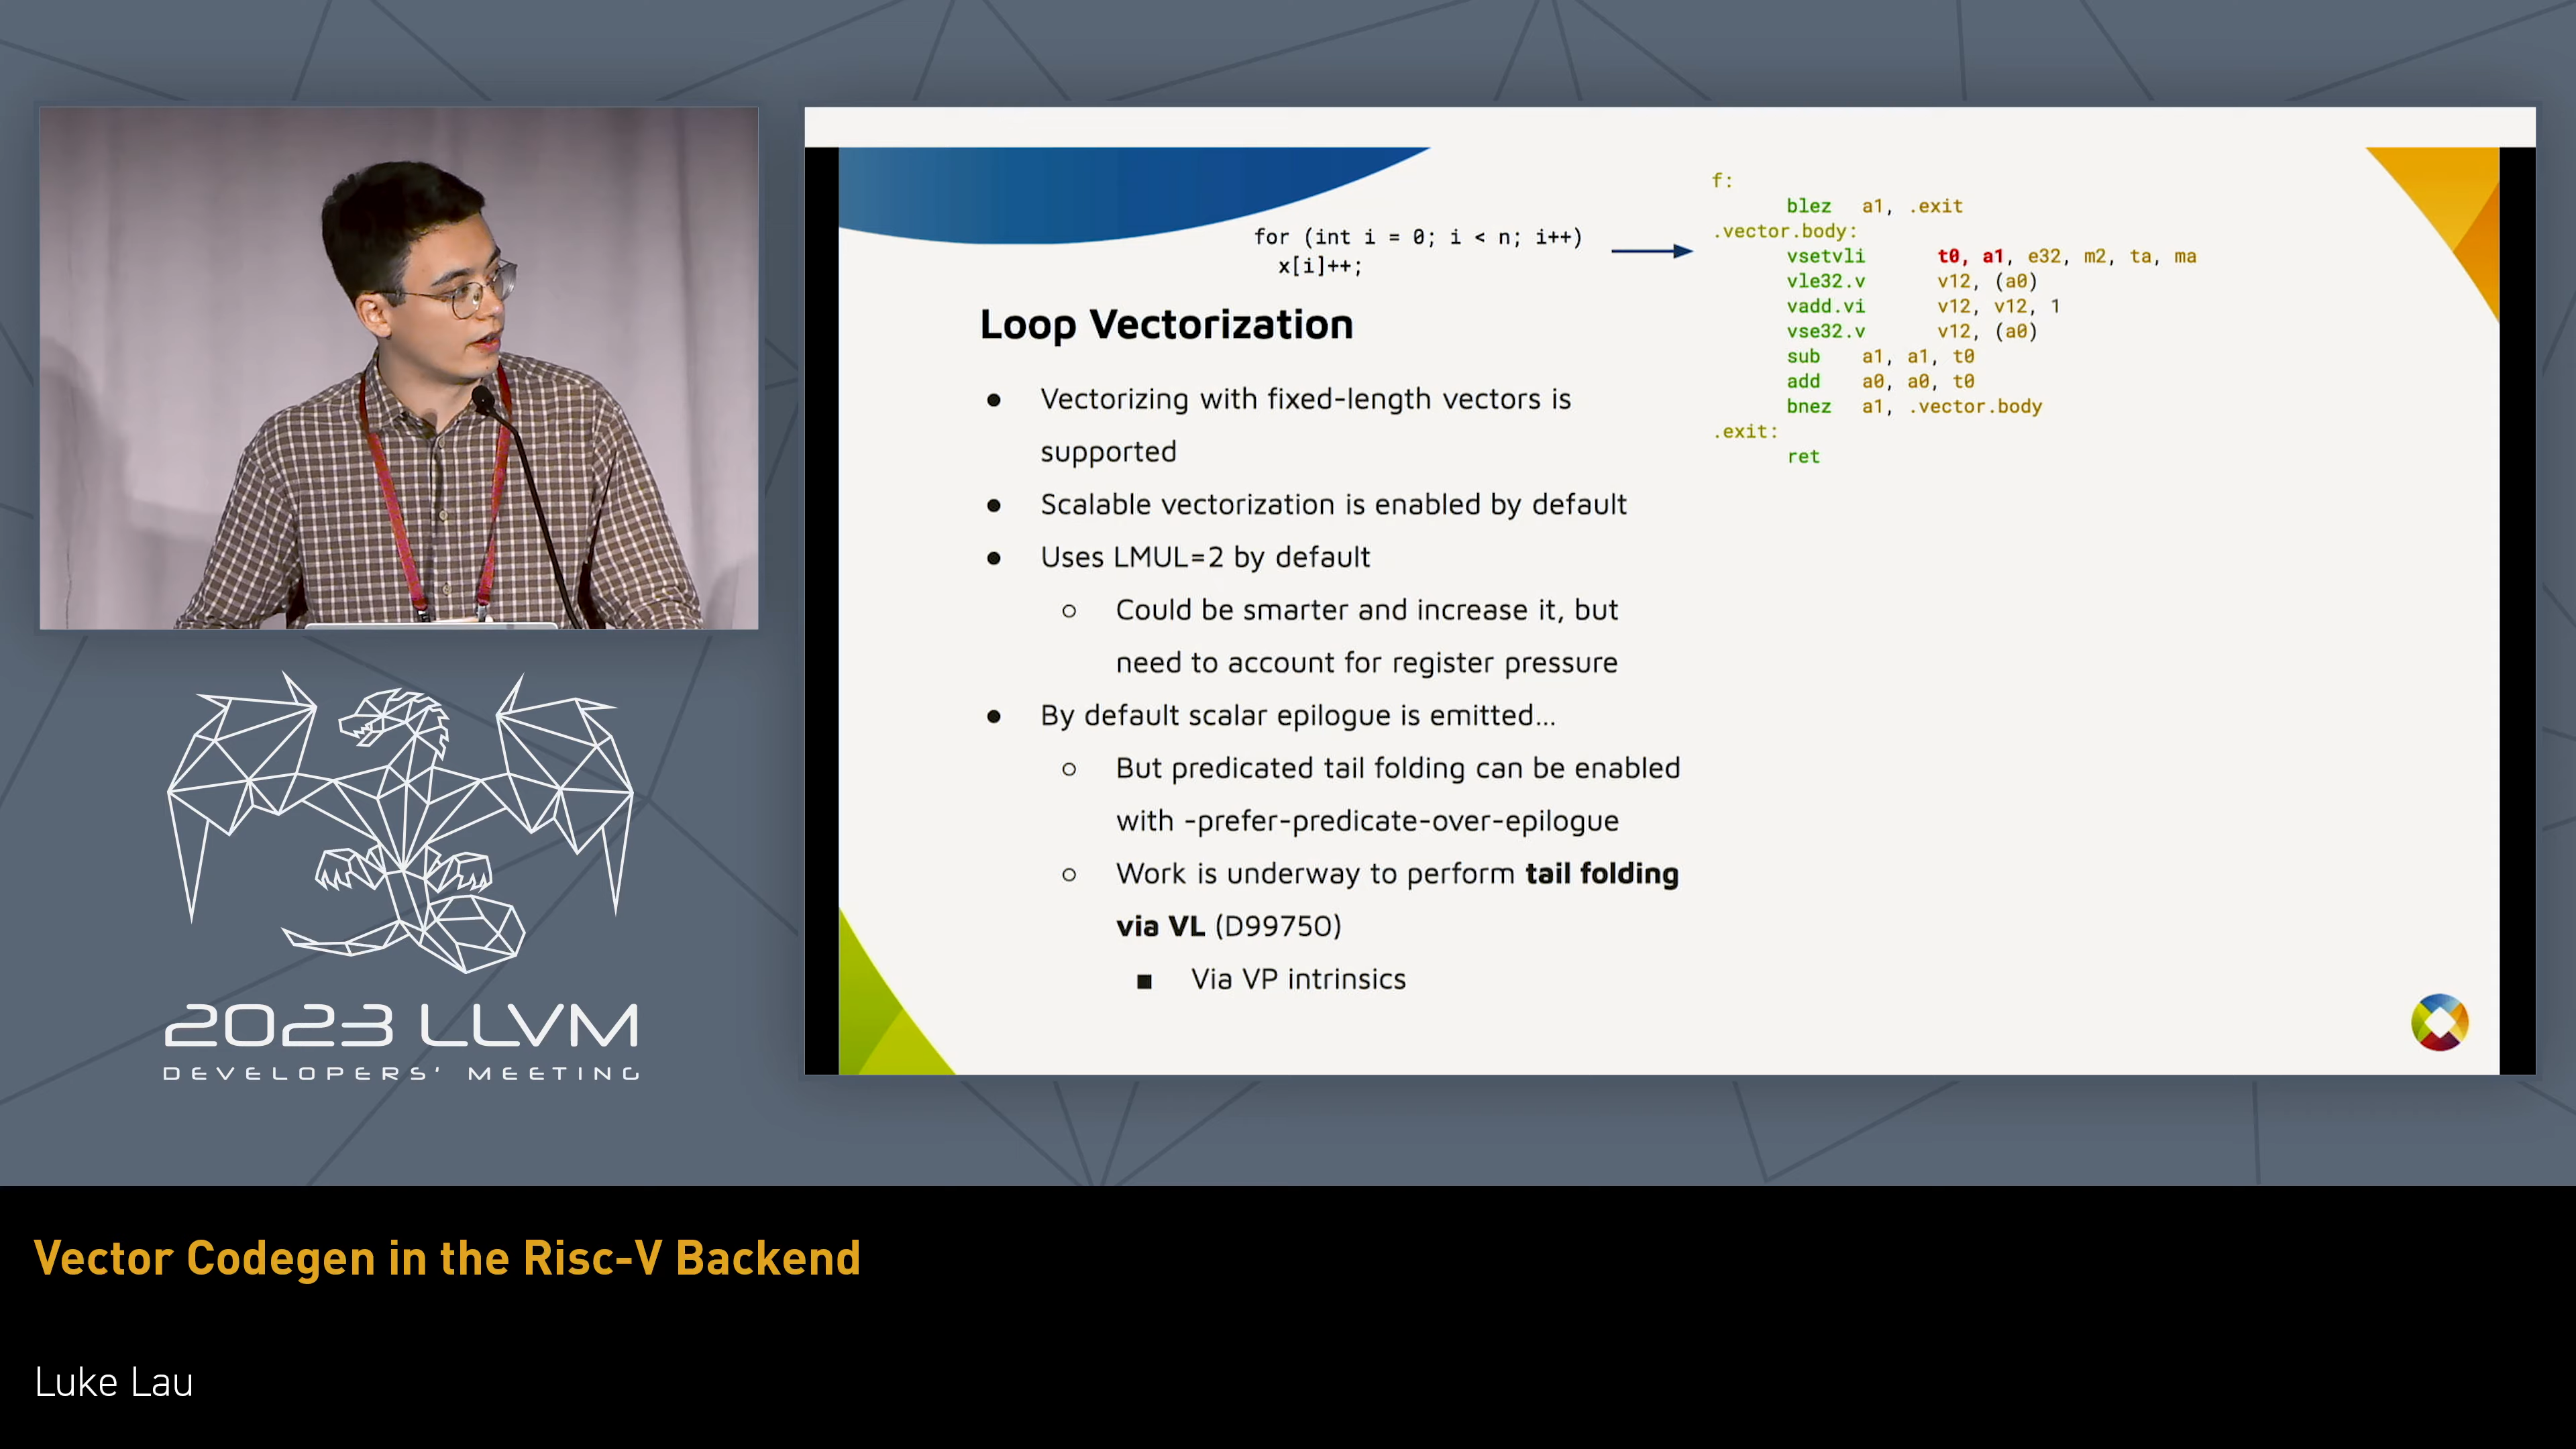 for (int i = 0; i < n; i++)
x[i]++;
Loop Vectorization
● Vectorizing with fixed-length vectors is
supported
● Scalable vectorization is enabled by default
● Uses LMUL=2 by default
○ Could be smarter and increase it, but
need to account for register pressure
● By default scalar epilogue is emitted...
○ But predicated tail folding can be enabled
with -prefer-predicate-over-epilogue
○ Work is underway to perform tail folding
via VL (D99750)
■ Via VP intrinsics
f:
blez a1, .exit
.vector.body:
vsetvli t0, a1, e32, m2, ta, ma
vle32.v v12, (a0)
vadd.vi v12, v12, 1
vse32.v v12, (a0)
sub a1, a1, t0
add a0, a0, t0
bnez a1, .vector.body
.exit:
ret
2023 LLVM
DEVELOPERS' MEETING
Vector Codegen in the Risc-V Backend
Luke Lau